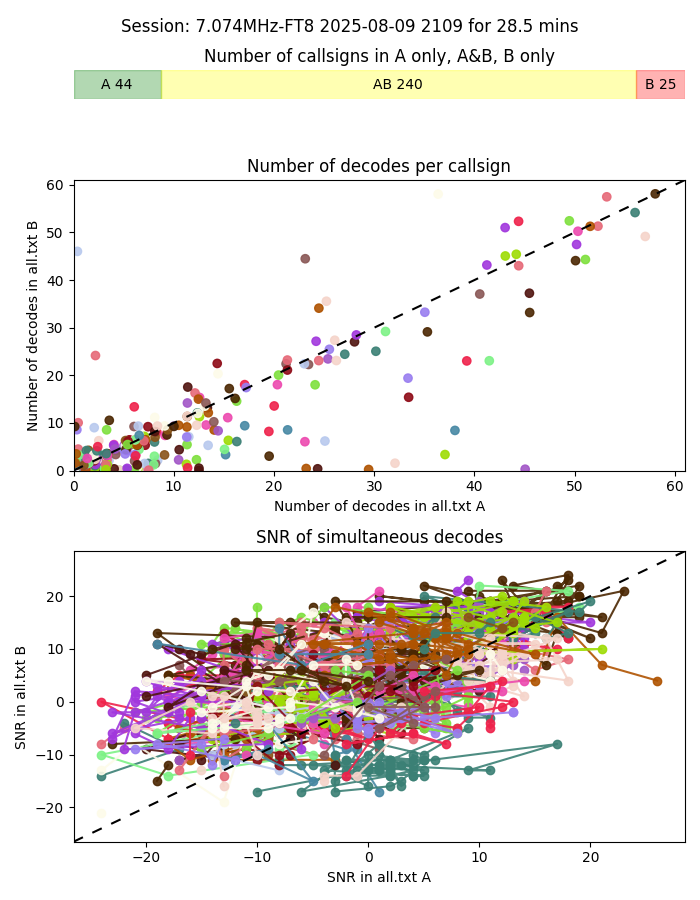 Session: 7.074MHz-FT8 2025-08-09 2109 for 28.5 mins
Number of callsigns in A only, A&B, B only
A 44 AB 240 B 25
Number of decodes per callsign
60
50
40
30
20
10
0
Number of decodes in all.txt B
0 10 20 30 40 50 60
Number of decodes in all.txt A
SNR of simultaneous decodes
20
10
0
−10
−20
SNR in all.txt B
−20 −10 0 10 20
SNR in all.txt A